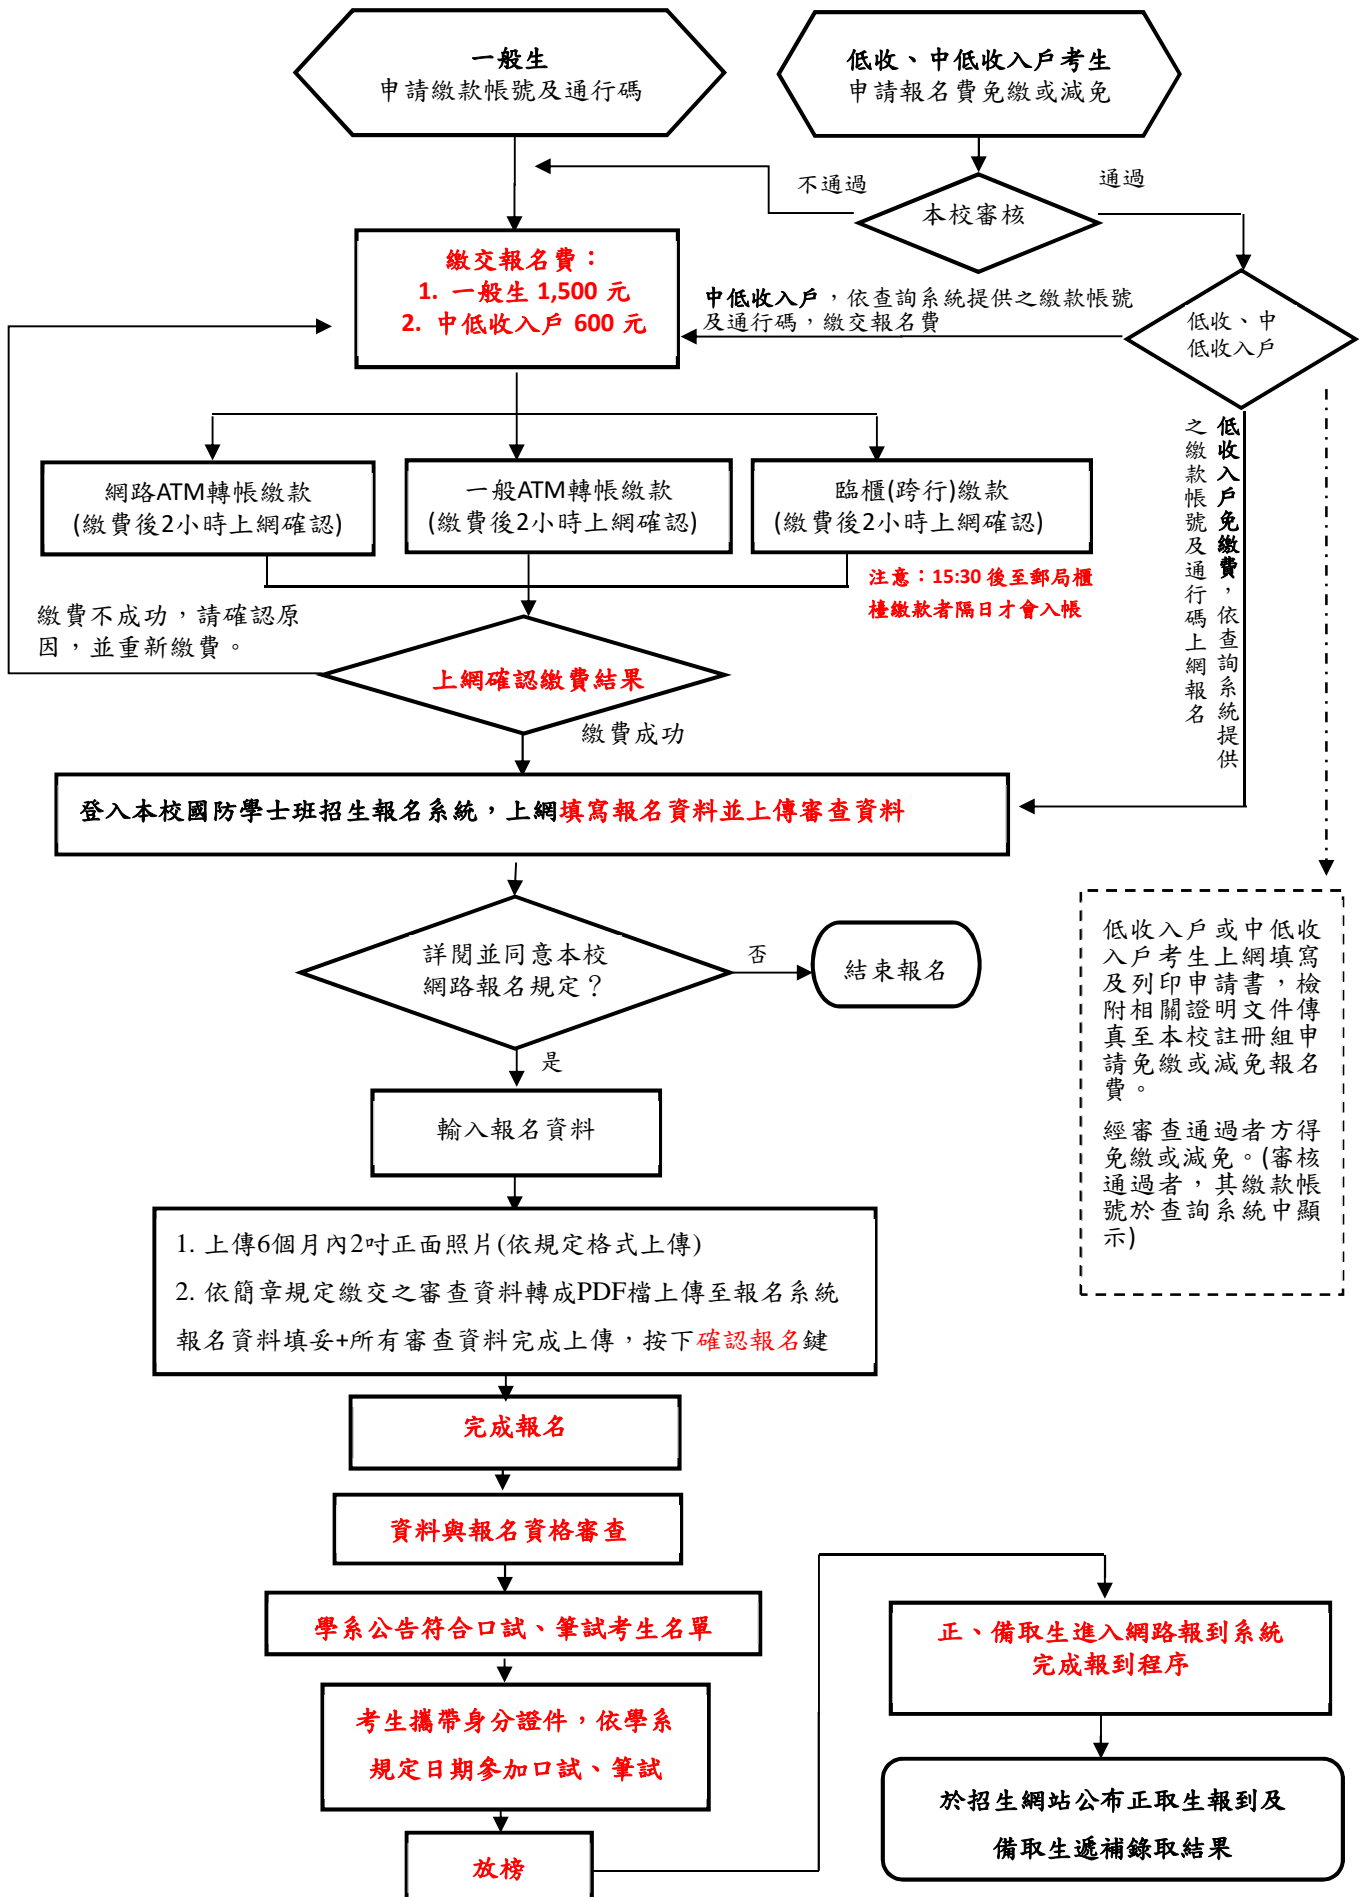 一般生
申請繳款帳號及通行碼
低收、中低收入戶考生
申請報名費免繳或減免
不通過
通過
本校審核
繳交報名費：
1. 一般生 1,500 元
2. 中低收入戶 600 元
中低收入戶，依查詢系統提供之繳款帳號
及通行碼，繳交報名費
低收、中
低收入戶
網路ATM轉帳繳款
(繳費後2小時上網確認)
一般ATM轉帳繳款
(繳費後2小時上網確認)
臨櫃(跨行)繳款
(繳費後2小時上網確認)
低收入戶免繳費，依查詢系統提供
之繳款帳號及通行碼上網報名
注意：15:30 後至郵局櫃
檯繳款者隔日才會入帳
繳費不成功，請確認原
因，並重新繳費。
上網確認繳費結果
繳費成功
登入本校國防學士班招生報名系統，上網填寫報名資料並上傳審查資料
詳閱並同意本校
網路報名規定？
否
結束報名
是
低收入戶或中低收
入戶考生上網填寫
及列印申請書，檢
附相關證明文件傳
真至本校註冊組申
請免繳或減免報名
費。
經審查通過者方得
免繳或減免。(審核
通過者，其繳款帳
號於查詢系統中顯
示)
輸入報名資料
1. 上傳6個月內2吋正面照片(依規定格式上傳)
2. 依簡章規定繳交之審查資料轉成PDF檔上傳至報名系統
報名資料填妥+所有審查資料完成上傳，按下確認報名鍵
完成報名
資料與報名資格審查
學系公告符合口試、筆試考生名單
考生攜帶身分證件，依學系
規定日期參加口試、筆試
放榜
正、備取生進入網路報到系統
完成報到程序
於招生網站公布正取生報到及
備取生遞補錄取結果